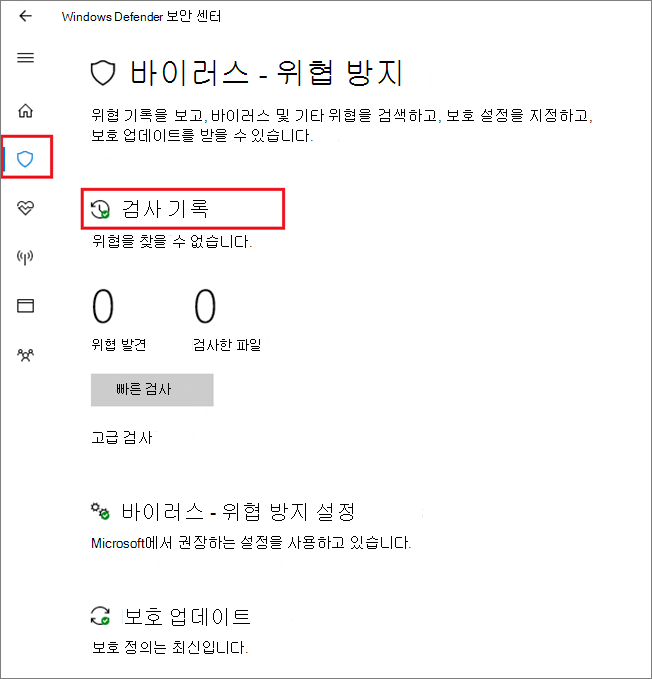 Windows Defender 보안 센터
바이러스 - 위협 방지
위협 기록을 보고, 바이러스 및 기타 위협을 검색하고, 보호 설정을 지정하고,
보호 업데이트를 받을 수 있습니다.
검사 기록
위협을 찾을 수 없습니다.
0 0
위협 발견 검사한 파일
빠른 검사
고급 검사
바이러스 - 위협 방지 설정
Microsoft에서 권장하는 설정을 사용하고 있습니다.
보호 업데이트
보호 정의는 최신입니다.